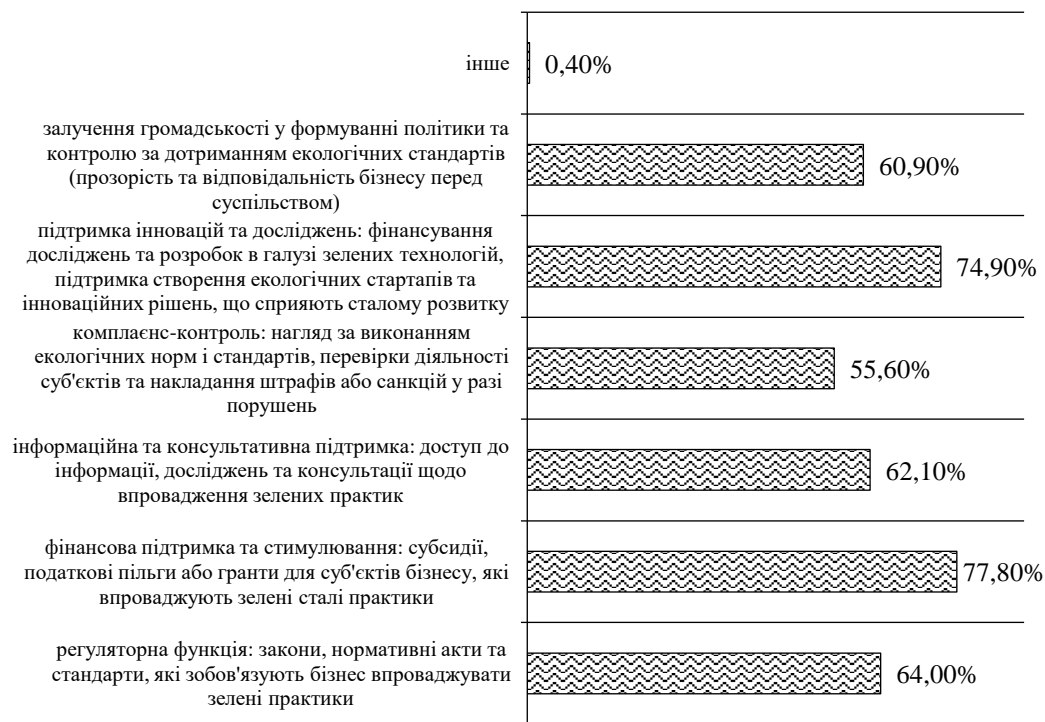 інше
0,40%
залучення громадськості у формуванні політики та
контролю за дотриманням екологічних стандартів
(прозорість та відповідальність бізнесу перед
суспільством)
60,90%
підтримка інновацій та досліджень: фінансування
досліджень та розробок в галузі зелених технологій,
підтримка створення екологічних стартапів та
інноваційних рішень, що сприяють сталому розвитку
74,90%
комплаєнс-контроль: нагляд за виконанням
екологічних норм і стандартів, перевірки діяльності
суб'єктів та накладання штрафів або санкцій у разі
порушень
55,60%
інформаційна та консультативна підтримка: доступ до
інформації, досліджень та консультації щодо
впровадження зелених практик
62,10%
фінансова підтримка та стимулювання: субсидії,
податкові пільги або гранти для суб'єктів бізнесу, які
впроваджують зелені сталі практики
77,80%
регуляторна функція: закони, нормативні акти та
стандарти, які зобов'язують бізнес впроваджувати
зелені практики
64,00%